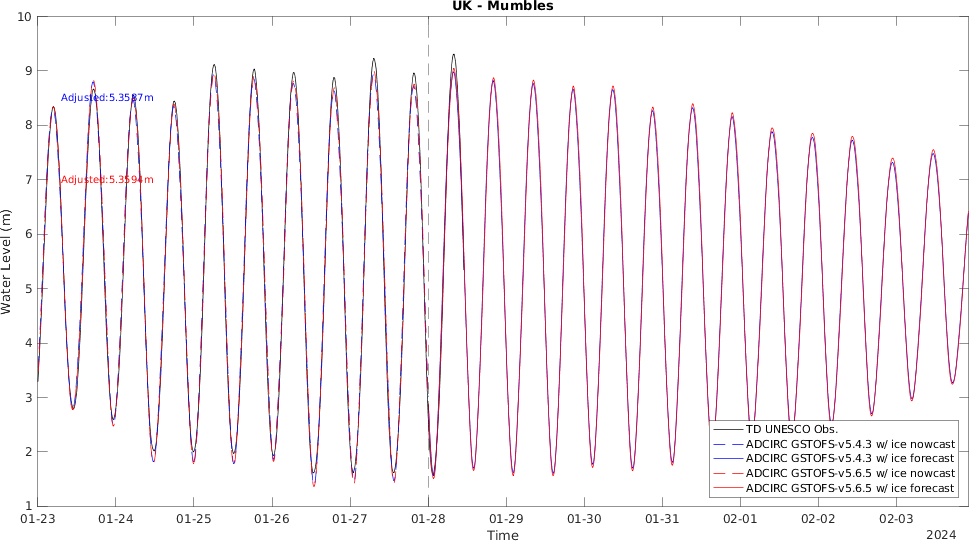 UK - Mumbles
10
9
8
7
6
5
4
3
2
1
Water Level (m)
Adjusted:5.3587m
Adjusted:5.3594m
TD UNESCO Obs.
ADCIRC GSTOFS-v5.4.3 w/ ice nowcast
ADCIRC GSTOFS-v5.4.3 w/ ice forecast
ADCIRC GSTOFS-v5.6.5 w/ ice nowcast
ADCIRC GSTOFS-v5.6.5 w/ ice forecast
01-23 01-24 01-25 01-26 01-27 01-28 01-29 01-30 01-31 02-01 02-02 02-03
Time
2024